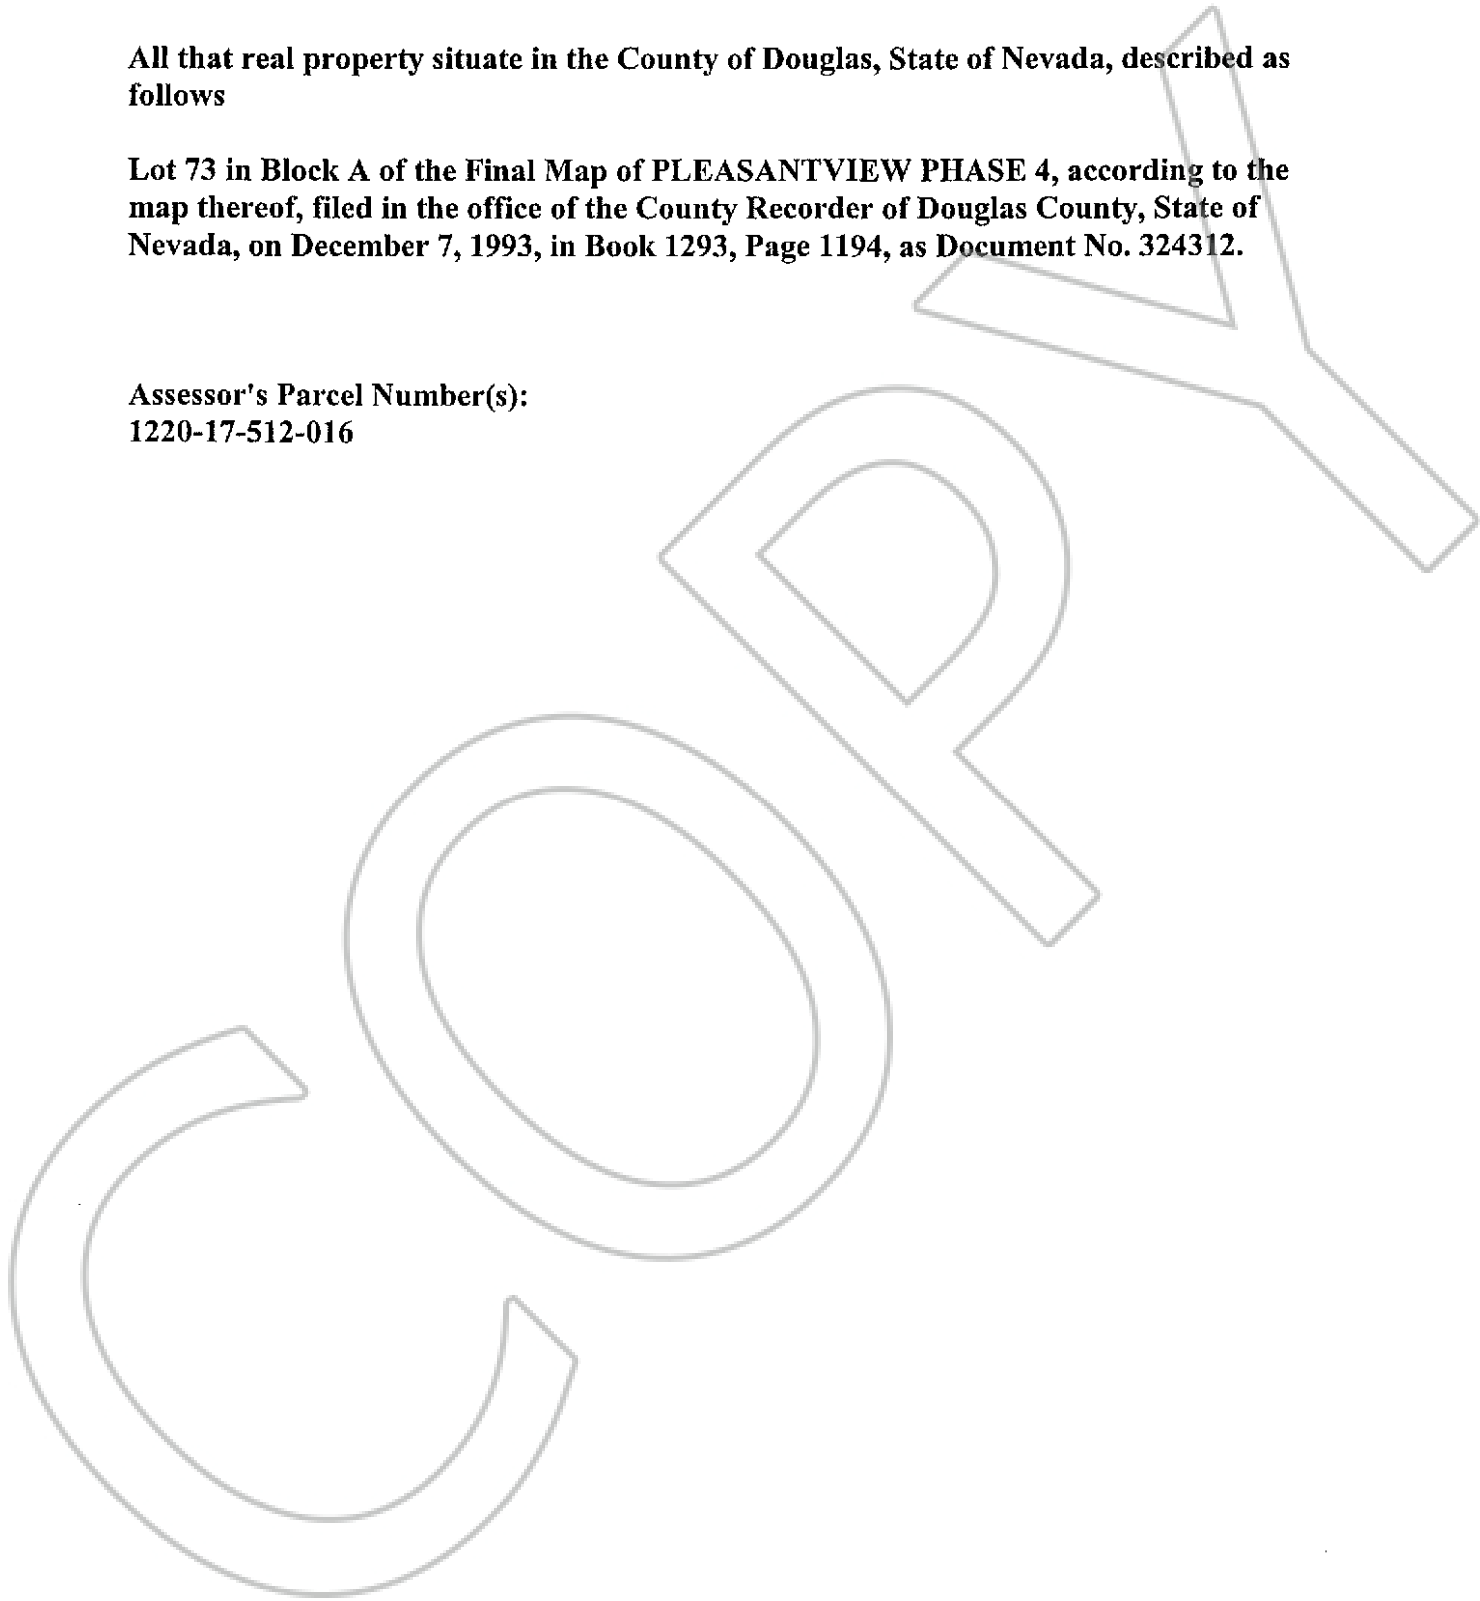 All that real property situate in the County of Douglas, State of Nevada, described as
follows
Lot 73 in Block A of the Final Map of PLEASANTVIEW PHASE 4, according to the
map thereof, filed in the office of the County Recorder of Douglas County, State of
Nevada, on December 7, 1993, in Book 1293, Page 1194, as Document No. 324312.
Assessor's Parcel Number(s):
1220-17-512-016
COPY